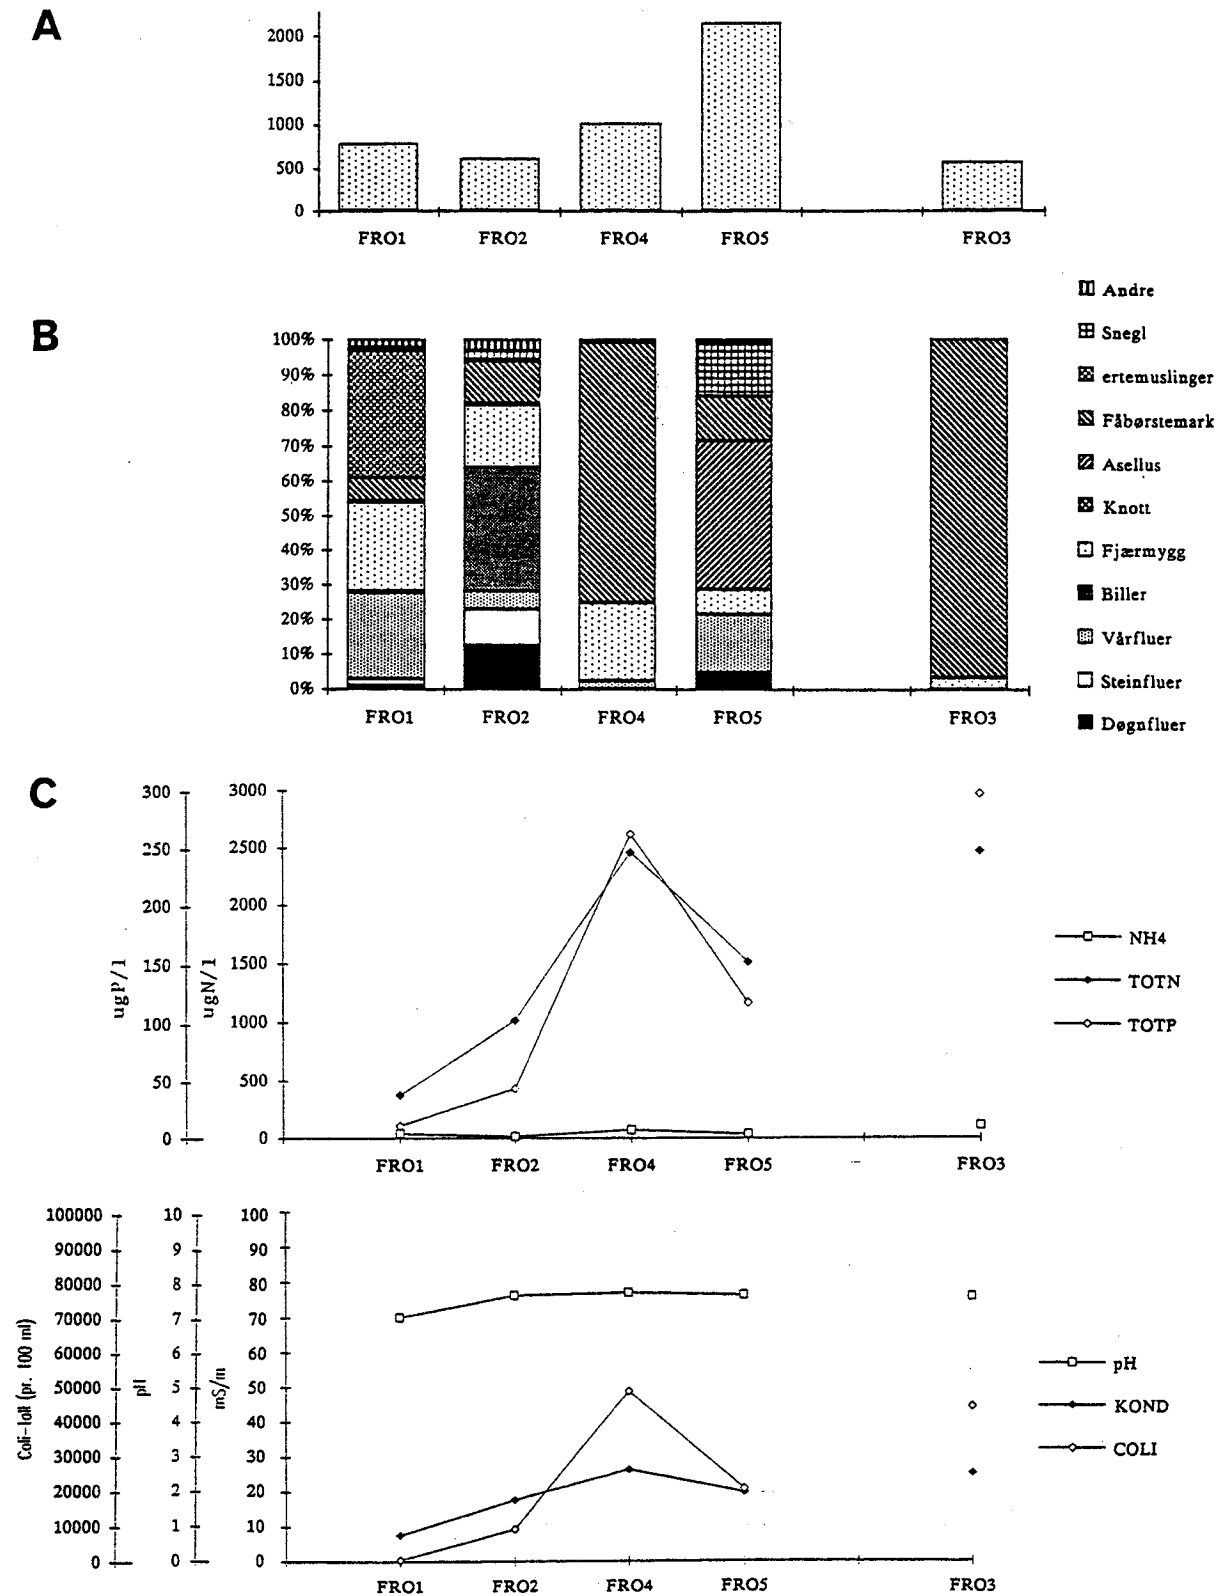 A
2000
1500
1000
500
0
FRO1 FRO2 FRO4 FRO5 FRO3
B
100%
90%
80%
70%
60%
50%
40%
30%
20%
10%
0%
FRO1 FRO2 FRO4 FRO5 FRO3
Andre
Snegl
ertemuslinger
Fåbørstemark
Asellus
Knott
Fjærmygg
Biller
Vårfluer
Steinfluer
Døgnfluer
C
300 3000
250 2500
200 2000
150 1500
100 1000
50 500
0 0
ugP/l
ugN/l
FRO1 FRO2 FRO4 FRO5 FRO3
NH4
TOTN
TOTP
100000 10 100
90000 9 90
80000 8 80
70000 7 70
60000 6 60
50000 5 50
40000 4 40
30000 3 30
20000 2 20
10000 1 10
0 0 0
Coli-tall (pr. 100 ml)
pH
mS/m
FRO1 FRO2 FRO4 FRO5 FRO3
pH
KOND
COLI